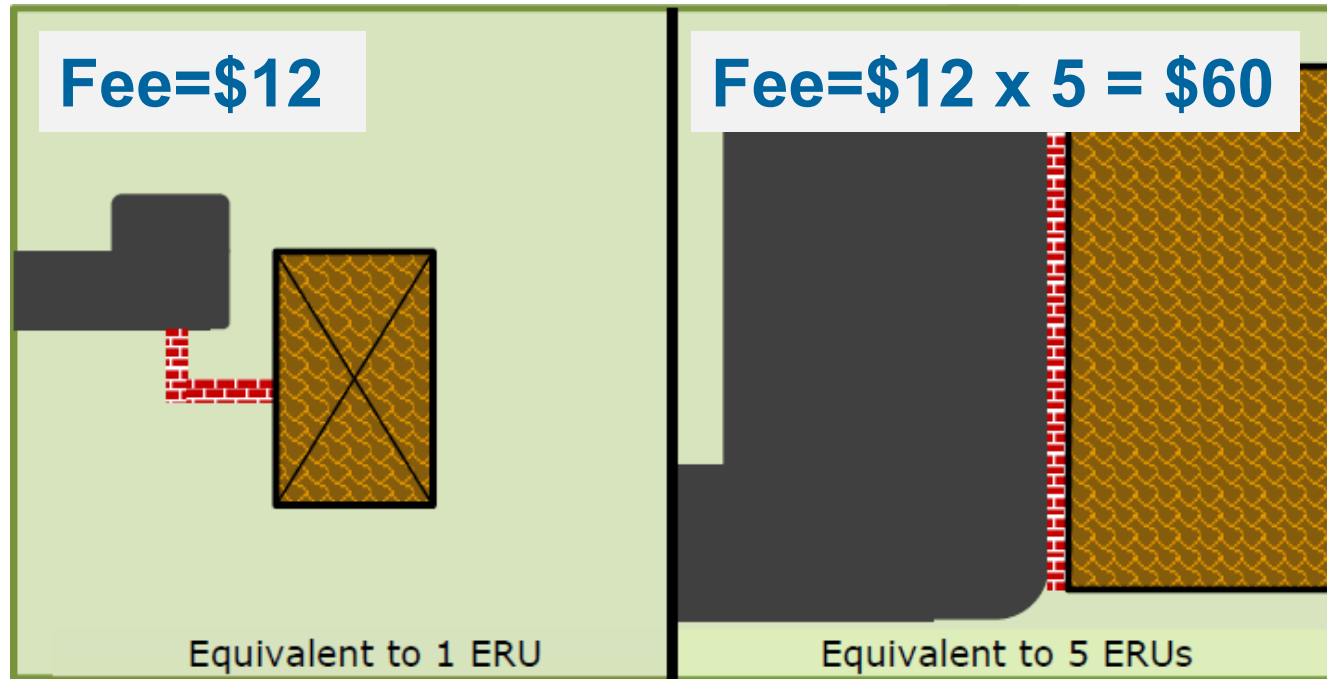 Fee=$12
Fee=$12 x 5 = $60
Equivalent to 1 ERU
Equivalent to 5 ERUs